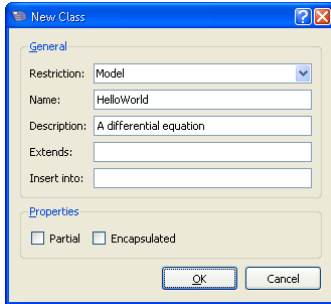 New Class
General
Restriction: Model
Name: HelloWorld
Description: A differential equation
Extends:
Insert into:
Properties
Partial Encapsulated
OK Cancel